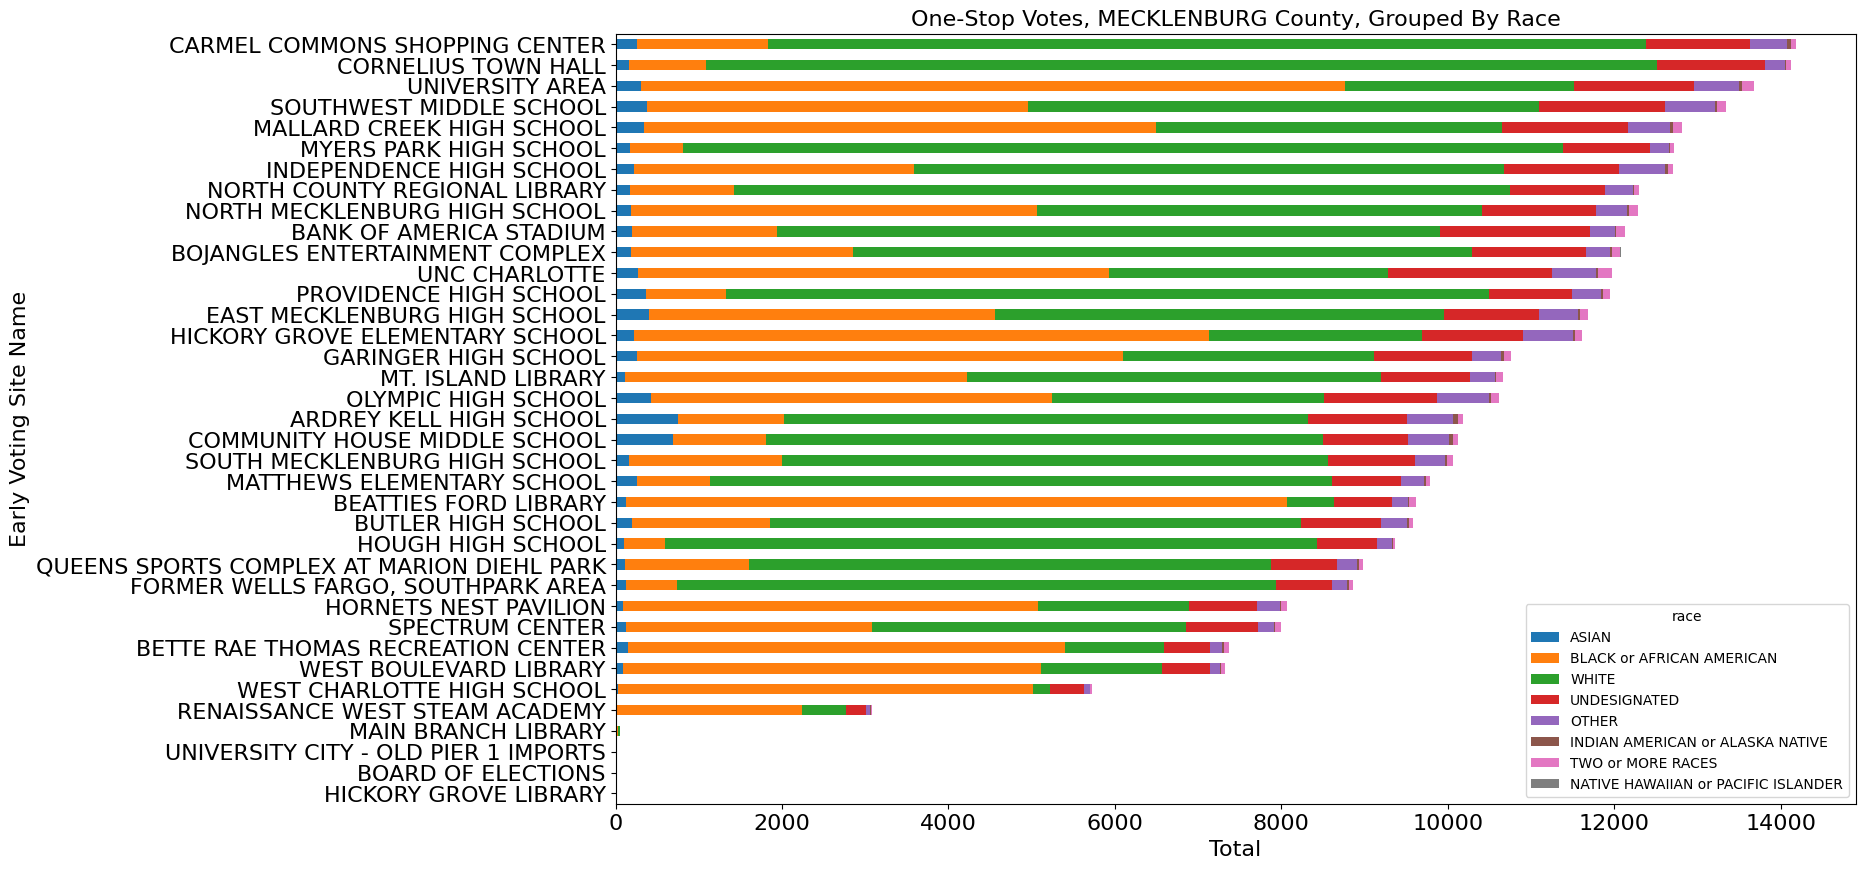 One-Stop Votes, MECKLENBURG County, Grouped By Race
Early Voting Site Name
CARMEL COMMONS SHOPPING CENTER
CORNELIUS TOWN HALL
UNIVERSITY AREA
SOUTHWEST MIDDLE SCHOOL
MALLARD CREEK HIGH SCHOOL
MYERS PARK HIGH SCHOOL
INDEPENDENCE HIGH SCHOOL
NORTH COUNTY REGIONAL LIBRARY
NORTH MECKLENBURG HIGH SCHOOL
BANK OF AMERICA STADIUM
BOJANGLES ENTERTAINMENT COMPLEX
UNC CHARLOTTE
PROVIDENCE HIGH SCHOOL
EAST MECKLENBURG HIGH SCHOOL
HICKORY GROVE ELEMENTARY SCHOOL
GARINGER HIGH SCHOOL
MT. ISLAND LIBRARY
OLYMPIC HIGH SCHOOL
ARDREY KELL HIGH SCHOOL
COMMUNITY HOUSE MIDDLE SCHOOL
SOUTH MECKLENBURG HIGH SCHOOL
MATTHEWS ELEMENTARY SCHOOL
BEATTIES FORD LIBRARY
BUTLER HIGH SCHOOL
HOUGH HIGH SCHOOL
QUEENS SPORTS COMPLEX AT MARION DIEHL PARK
FORMER WELLS FARGO, SOUTHPARK AREA
HORNETS NEST PAVILION
SPECTRUM CENTER
BETTE RAE THOMAS RECREATION CENTER
WEST BOULEVARD LIBRARY
WEST CHARLOTTE HIGH SCHOOL
RENAISSANCE WEST STEAM ACADEMY
MAIN BRANCH LIBRARY
UNIVERSITY CITY - OLD PIER 1 IMPORTS
BOARD OF ELECTIONS
HICKORY GROVE LIBRARY
race
ASIAN
BLACK or AFRICAN AMERICAN
WHITE
UNDESIGNATED
OTHER
INDIAN AMERICAN or ALASKA NATIVE
TWO or MORE RACES
NATIVE HAWAIIAN or PACIFIC ISLANDER
0 2000 4000 6000 8000 10000 12000 14000
Total